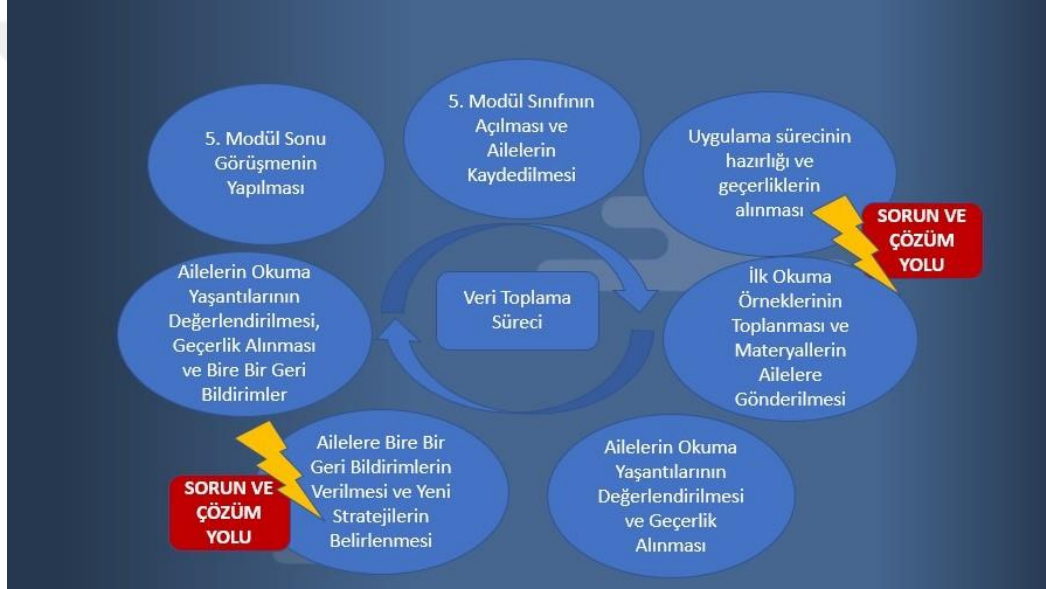 5. Modül Sınıfının
Açılması ve
Ailelerin
Kaydedilmesi
Uygulama sürecinin
hazırlığı ve
geçerliklerin
alınması
SORUN VE
ÇÖZÜM
YOLU
İlk Okuma
Örneklerinin
Toplanması ve
Materyallerin
Ailelere
Gönderilmesi
Ailelerin Okuma
Yaşantılarının
Değerlendirilmesi
ve Geçerlik
Alınması
Ailelere Bire Bir
Geri Bildirimlerin
Verilmesi ve Yeni
Stratejilerin
Belirlenmesi
SORUN VE
ÇÖZÜM
YOLU
Ailelerin Okuma
Yaşantılarının
Değerlendirilmesi,
Geçerlik Alınması
ve Bire Bir Geri
Bildirimler
5. Modül Sonu
Görüşmenin
Yapılması
Veri Toplama
Süreci